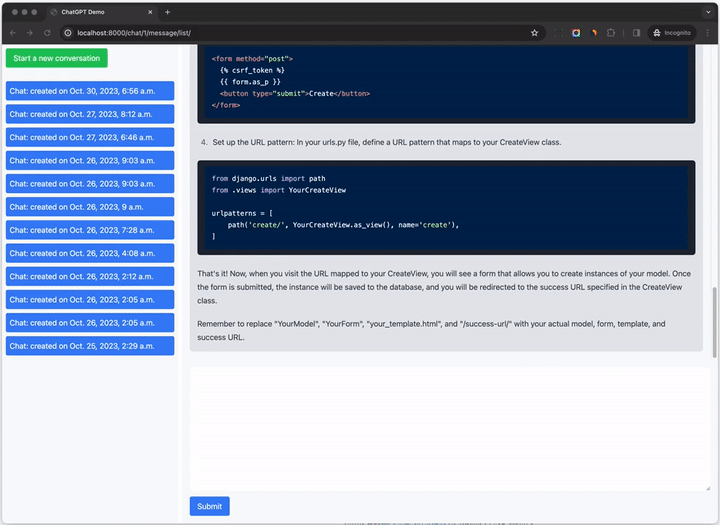 ChatGPT Demo
localhost:8000/chat/1/message/list/
Incognito
Start a new conversation
Chat: created on Oct. 30, 2023, 6:56 a.m.
Chat: created on Oct. 27, 2023, 8:12 a.m.
Chat: created on Oct. 27, 2023, 6:46 a.m.
Chat: created on Oct. 26, 2023, 9:03 a.m.
Chat: created on Oct. 26, 2023, 9:03 a.m.
Chat: created on Oct. 26, 2023, 9 a.m.
Chat: created on Oct. 26, 2023, 7:28 a.m.
Chat: created on Oct. 26, 2023, 4:08 a.m.
Chat: created on Oct. 26, 2023, 2:12 a.m.
Chat: created on Oct. 26, 2023, 2:05 a.m.
Chat: created on Oct. 26, 2023, 2:05 a.m.
Chat: created on Oct. 25, 2023, 2:29 a.m.
<form method="post">
{% csrf_token %}
{{ form.as_p }}
<button type="submit">Create</button>
</form>
4. Set up the URL pattern: In your urls.py file, define a URL pattern that maps to your CreateView class.
from django.urls import path
from .views import YourCreateView
urlpatterns = [
path('create/', YourCreateView.as_view(), name='create'),
]
That's it! Now, when you visit the URL mapped to your CreateView, you will see a form that allows you to create instances of your model. Once
the form is submitted, the instance will be saved to the database, and you will be redirected to the success URL specified in the CreateView
class.
Remember to replace "YourModel", "YourForm", "your_template.html", and "/success-url/" with your actual model, form, template, and
success URL.
Submit